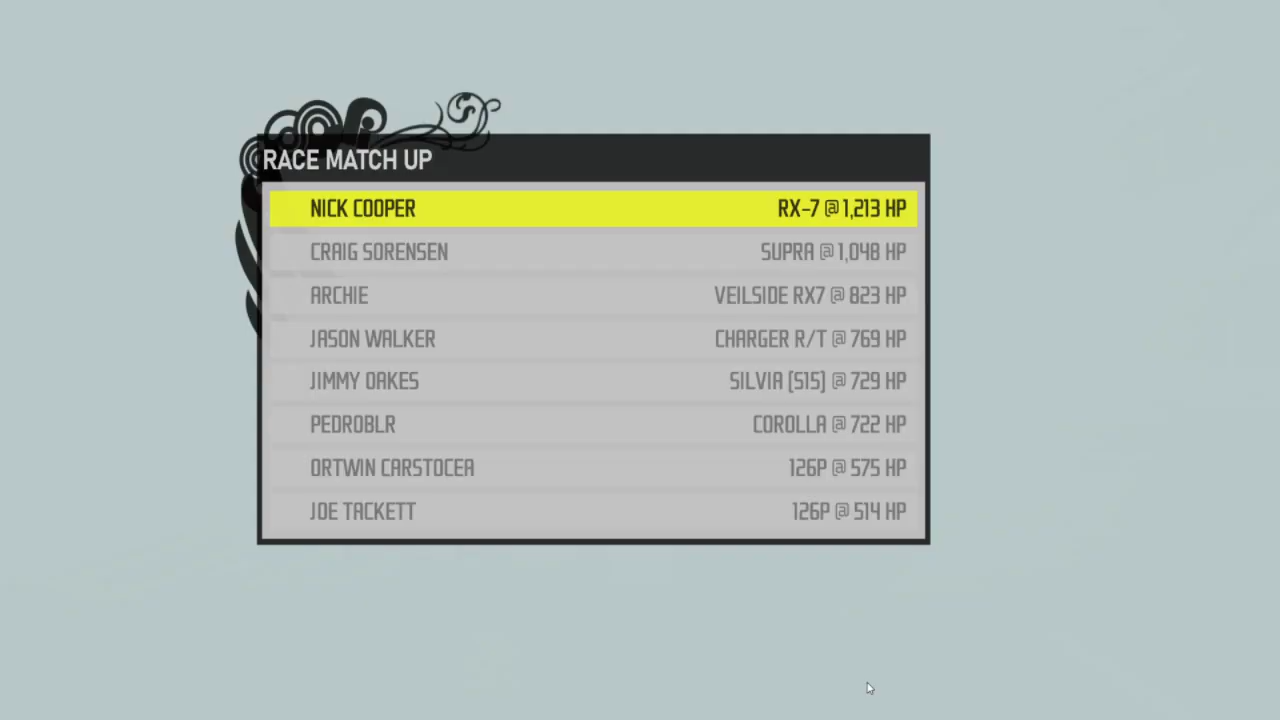 RACE MATCH UP
NICK COOPER RX-7 @ 1,213 HP
CRAIG SORENSEN SUPRA @ 1,048 HP
ARCHIE VEILSIDE RX7 @ 823 HP
JASON WALKER CHARGER R/T @ 769 HP
JIMMY OAKES SILVIA [S15] @ 729 HP
PEDROBLR COROLLA @ 722 HP
ORTWIN CARSTOCEA 126P @ 575 HP
JOE TACKETT 126P @ 514 HP